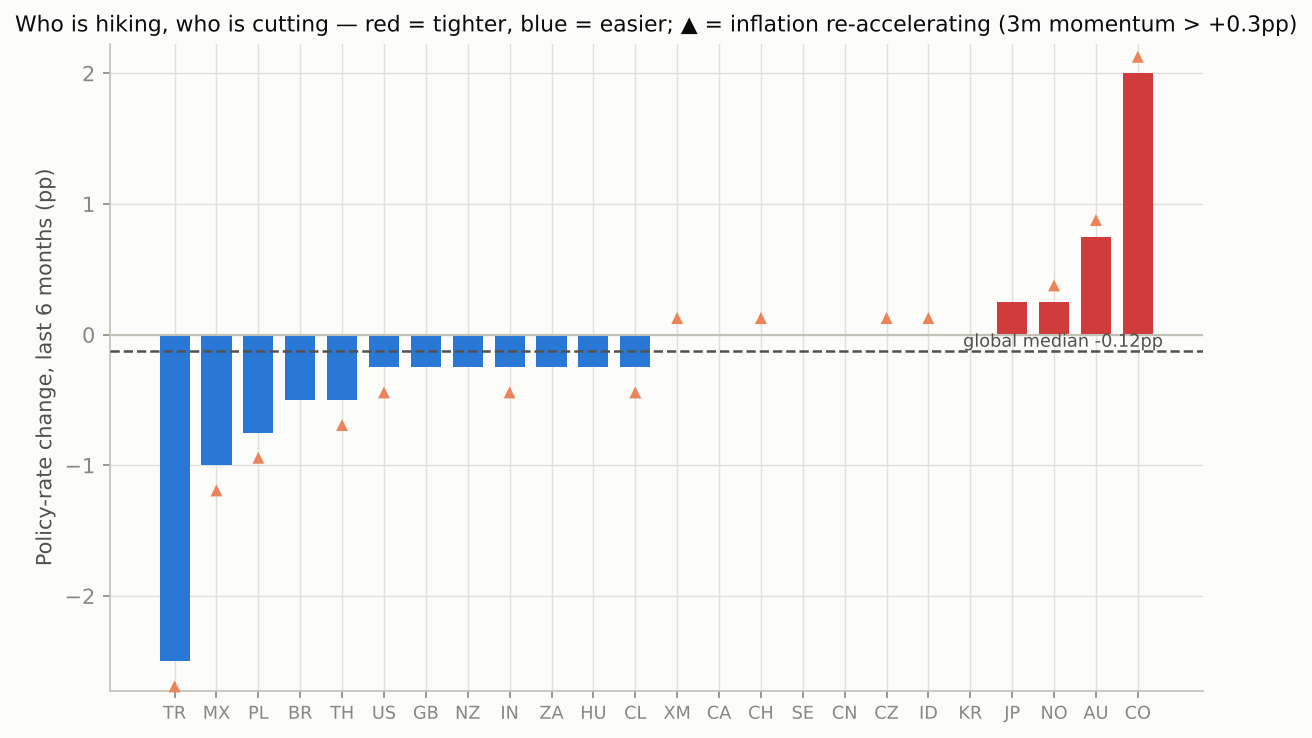 Who is hiking, who is cutting — red = tighter, blue = easier; ▲ = inflation re-accelerating (3m momentum > +0.3pp)
Policy-rate change, last 6 months (pp)
2
1
0
−1
−2
global median -0.12pp
TR MX PL BR TH US GB NZ IN ZA HU CL XM CA CH SE CN CZ ID KR JP NO AU CO